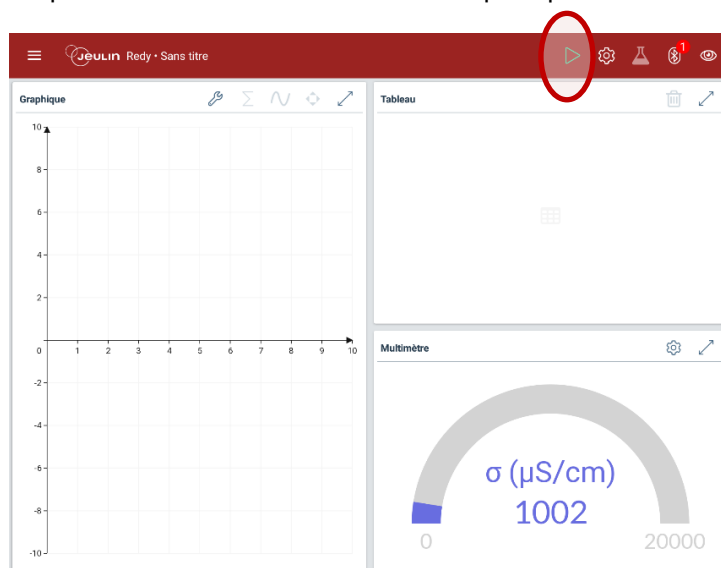 Jeulin Redy • Sans titre
1
Graphique
10
8
6
4
2
0 1 2 3 4 5 6 7 8 9 10
-2
-4
-6
-8
-10
Tableau
Multimètre
σ (µS/cm)
1002
0 20000